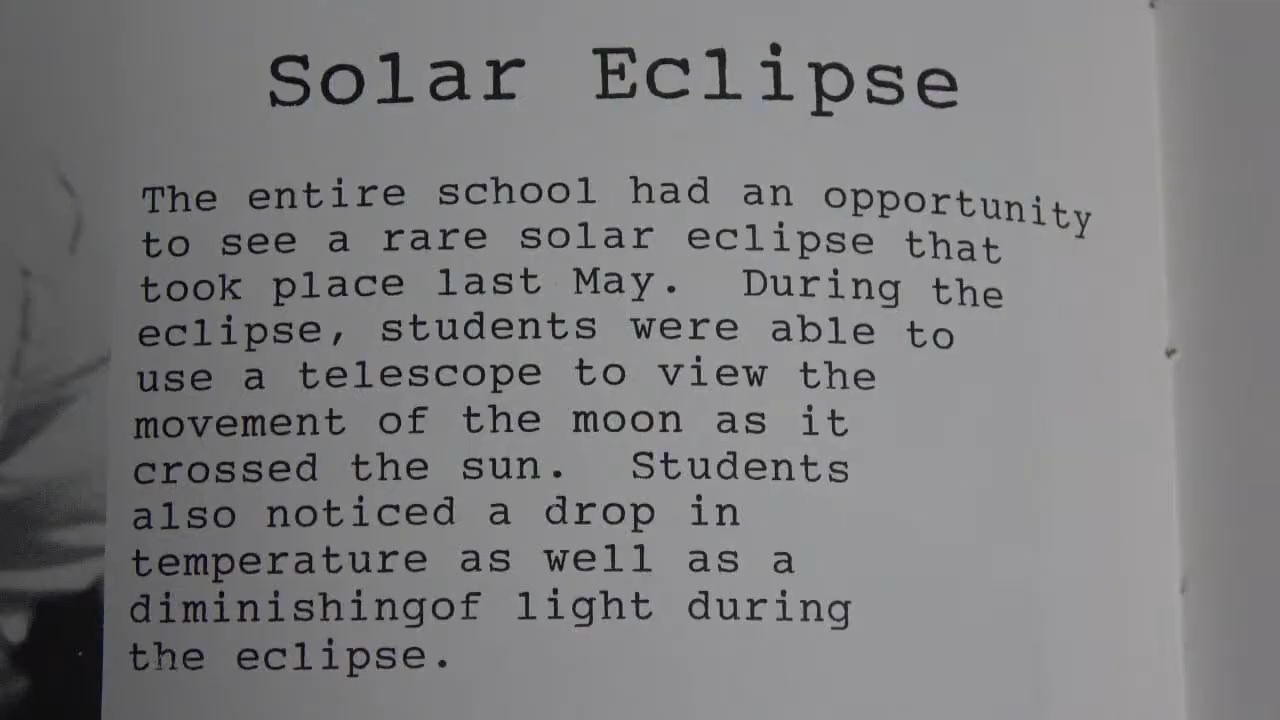 Solar Eclipse
The entire school had an opportunity
to see a rare solar eclipse that
took place last May.  During the
eclipse, students were able to
use a telescope to view the
movement of the moon as it
crossed the sun.  Students
also noticed a drop in
temperature as well as a
diminishingof light during
the eclipse.